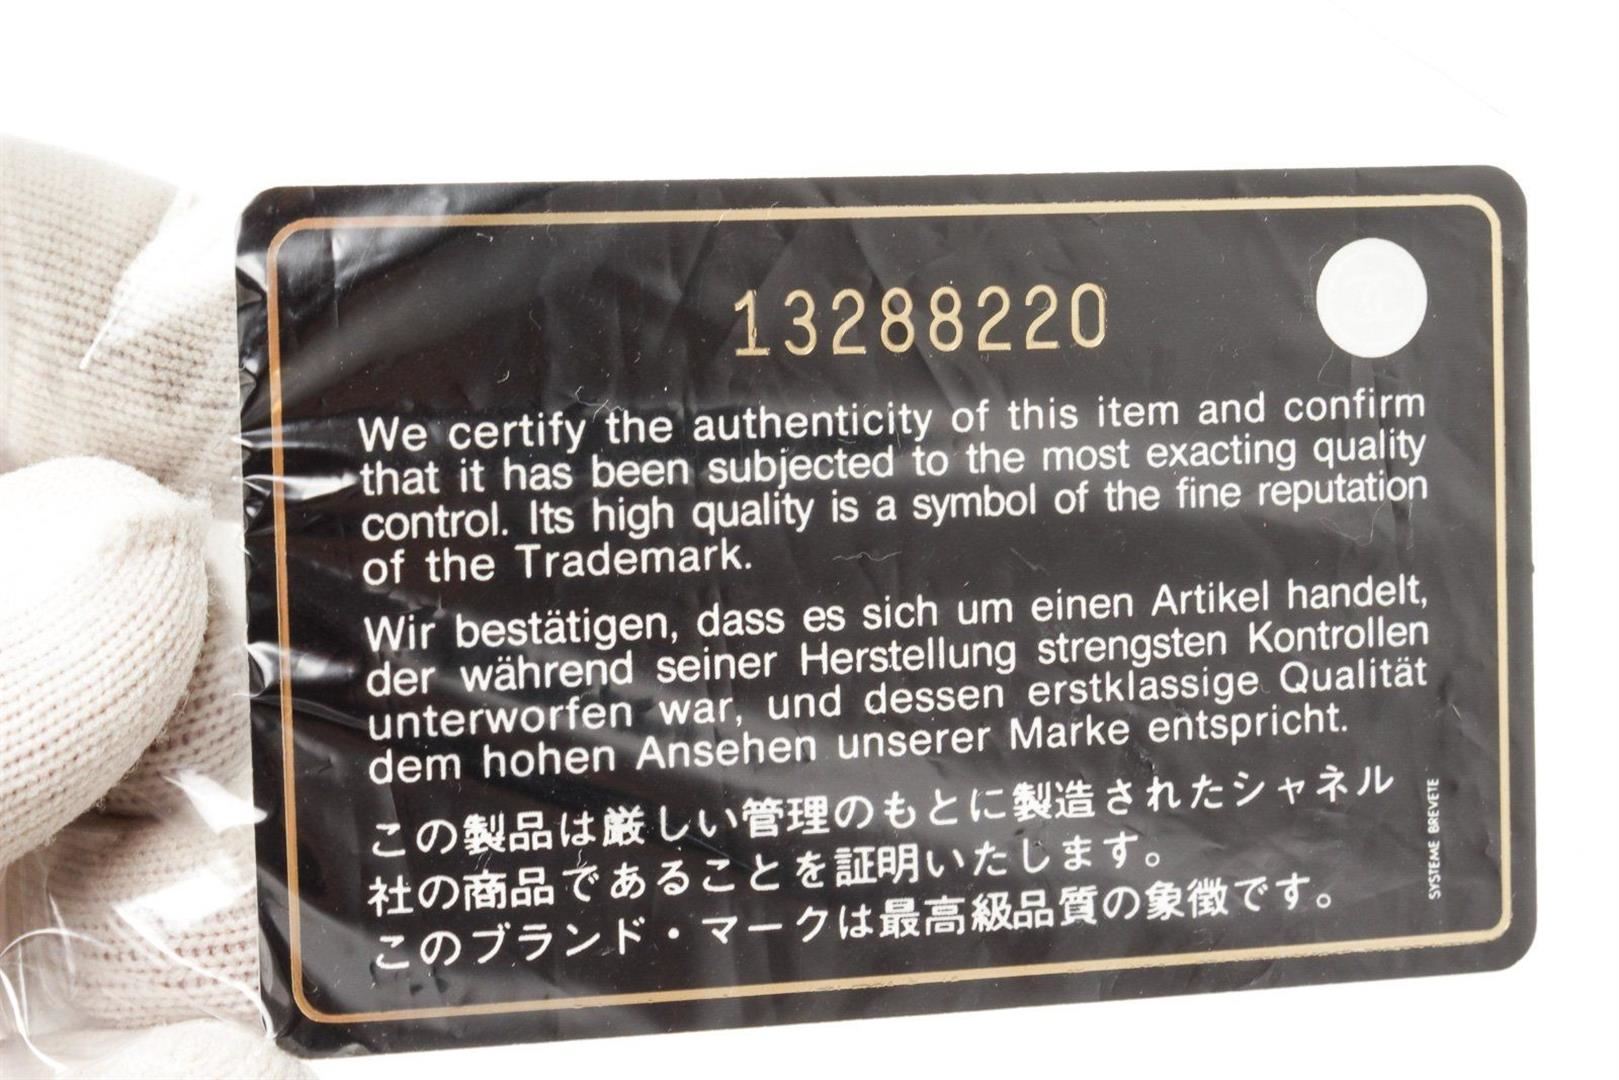 13288220
We certify the authenticity of this item and confirm
that it has been subjected to the most exacting quality
control. Its high quality is a symbol of the fine reputation
of the Trademark.
Wir bestätigen, dass es sich um einen Artikel handelt,
der während seiner Herstellung strengsten Kontrollen
unterworfen war, und dessen erstklassige Qualität
dem hohen Ansehen unserer Marke entspricht.
この製品は厳しい管理のもとに製造されたシャネル
社の商品であることを証明いたします。
このブランド・マークは最高級品質の象徴です。
SYSTEME BREVETE